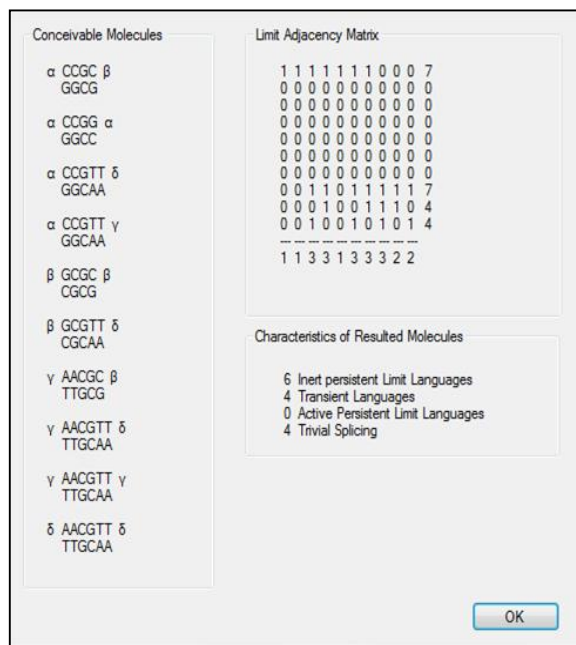 Conceivable Molecules
α CCGC β
GGCG
α CCGG α
GGCC
α CCGTT δ
GGCAA
α CCGTT γ
GGCAA
β GCGC β
CGCG
β GCGTT δ
CGCAA
γ AACGC β
TTGCG
γ AACGTT δ
TTGCAA
γ AACGTT γ
TTGCAA
δ AACGTT δ
TTGCAA
Limit Adjacency Matrix
1 1 1 1 1 1 1 0 0 0 7
0 0 0 0 0 0 0 0 0 0 0
0 0 0 0 0 0 0 0 0 0 0
0 0 0 0 0 0 0 0 0 0 0
0 0 0 0 0 0 0 0 0 0 0
0 0 0 0 0 0 0 0 0 0 0
0 0 0 0 0 0 0 0 0 0 0
0 0 1 1 0 1 1 1 1 1 7
0 0 0 1 0 0 1 1 1 0 4
0 0 1 0 0 1 0 1 0 1 4
--- --- --- --- --- --- --- --- --- ---
1 1 3 3 1 3 3 3 2 2
Characteristics of Resulted Molecules
6 Inert persistent Limit Languages
4 Transient Languages
0 Active Persistent Limit Languages
4 Trivial Splicing
OK